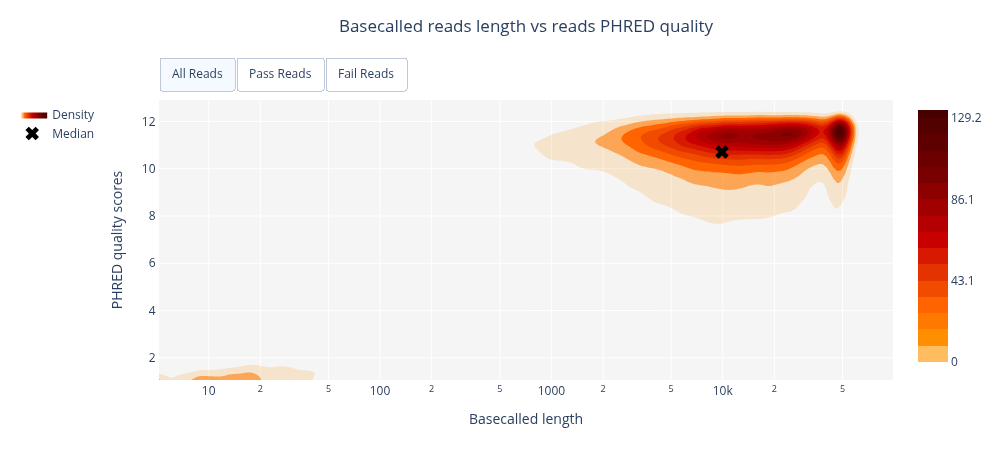 Basecalled reads length vs reads PHRED quality
All Reads Pass Reads Fail Reads
Density
Median
PHRED quality scores
12
10
8
6
4
2
10 2 5 100 2 5 1000 2 5 10k 2 5
Basecalled length
129.2
86.1
43.1
0